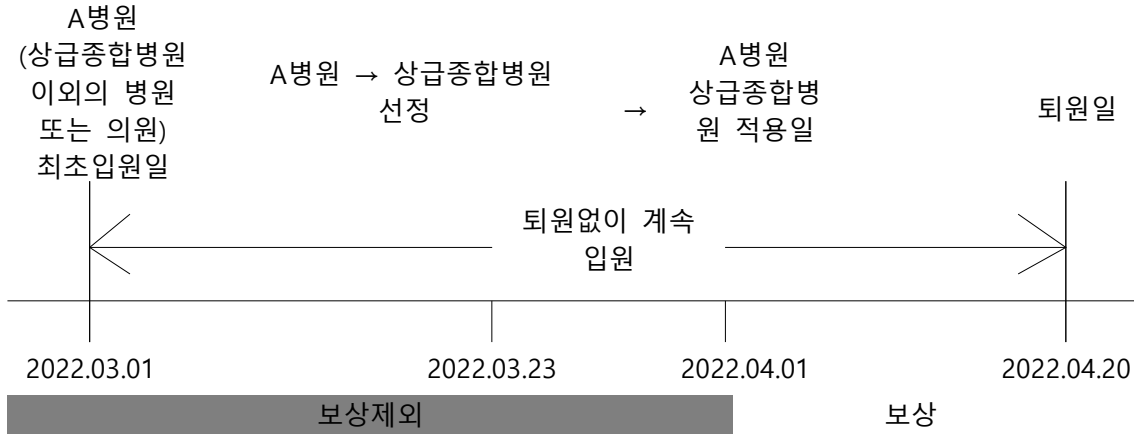 A병원
(상급종합병원
이외의 병원
또는 의원)
최초입원일
A병원 → 상급종합병원
선정
→
A병원
상급종합병
원 적용일
퇴원일
퇴원없이 계속
입원
2022.03.01
2022.03.23
2022.04.01
2022.04.20
보상제외
보상